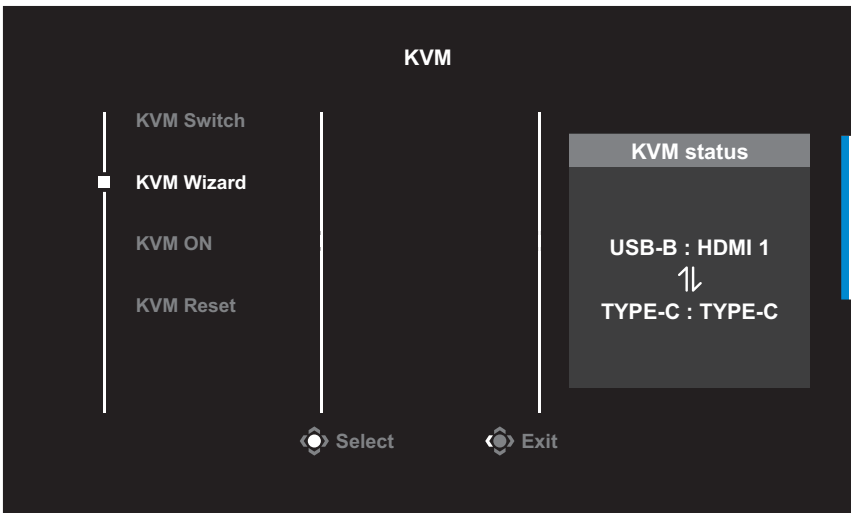 KVM
KVM Switch
KVM Wizard
KVM ON
KVM Reset
KVM status
USB-B : HDMI 1
TYPE-C : TYPE-C
Select
Exit